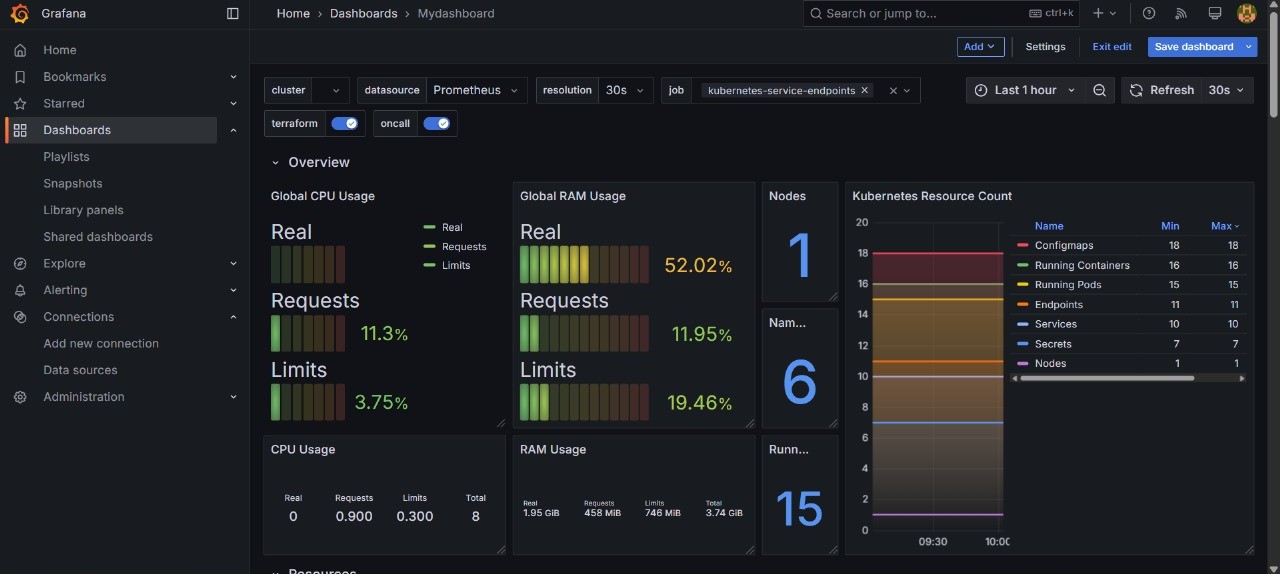 Grafana
Home › Dashboards › Mydashboard
Search or jump to...
ctrl+k
Add
Settings
Exit edit
Save dashboard
Home
Bookmarks
Starred
Dashboards
Playlists
Snapshots
Library panels
Shared dashboards
Explore
Alerting
Connections
Add new connection
Data sources
Administration
cluster
datasource Prometheus
resolution 30s
job kubernetes-service-endpoints
Last 1 hour
Refresh 30s
terraform
oncall
Overview
Global CPU Usage
Real
Requests
11.3%
Limits
3.75%
Real
Requests
Limits
Global RAM Usage
Real
52.02%
Requests
11.95%
Limits
19.46%
Nodes
1
Nam...
6
Kubernetes Resource Count
20
18
16
14
12
10
8
6
4
2
0
09:30 10:00
Name Min Max
Configmaps 18 18
Running Containers 16 16
Running Pods 15 15
Endpoints 11 11
Services 10 10
Secrets 7 7
Nodes 1 1
CPU Usage
Real Requests Limits Total
0 0.900 0.300 8
RAM Usage
Real Requests Limits Total
1.95 GiB 458 MiB 746 MiB 3.74 GiB
Runn...
15
Resources